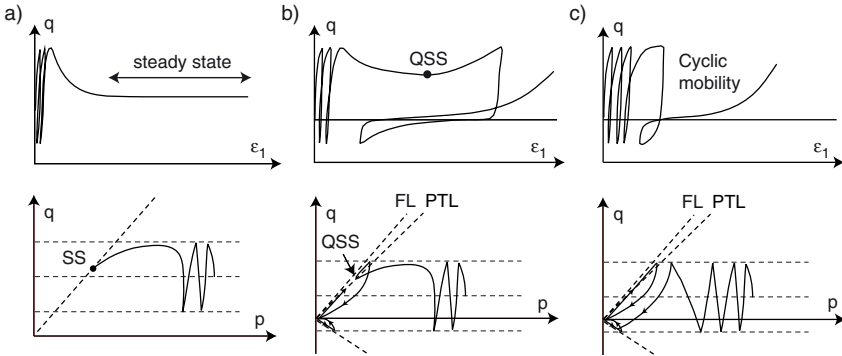 a)
q
steady state
ε1
b)
q
QSS
ε1
c)
q
Cyclic
mobility
ε1
q
SS
p
q
FL PTL
QSS
p
q
FL PTL
p